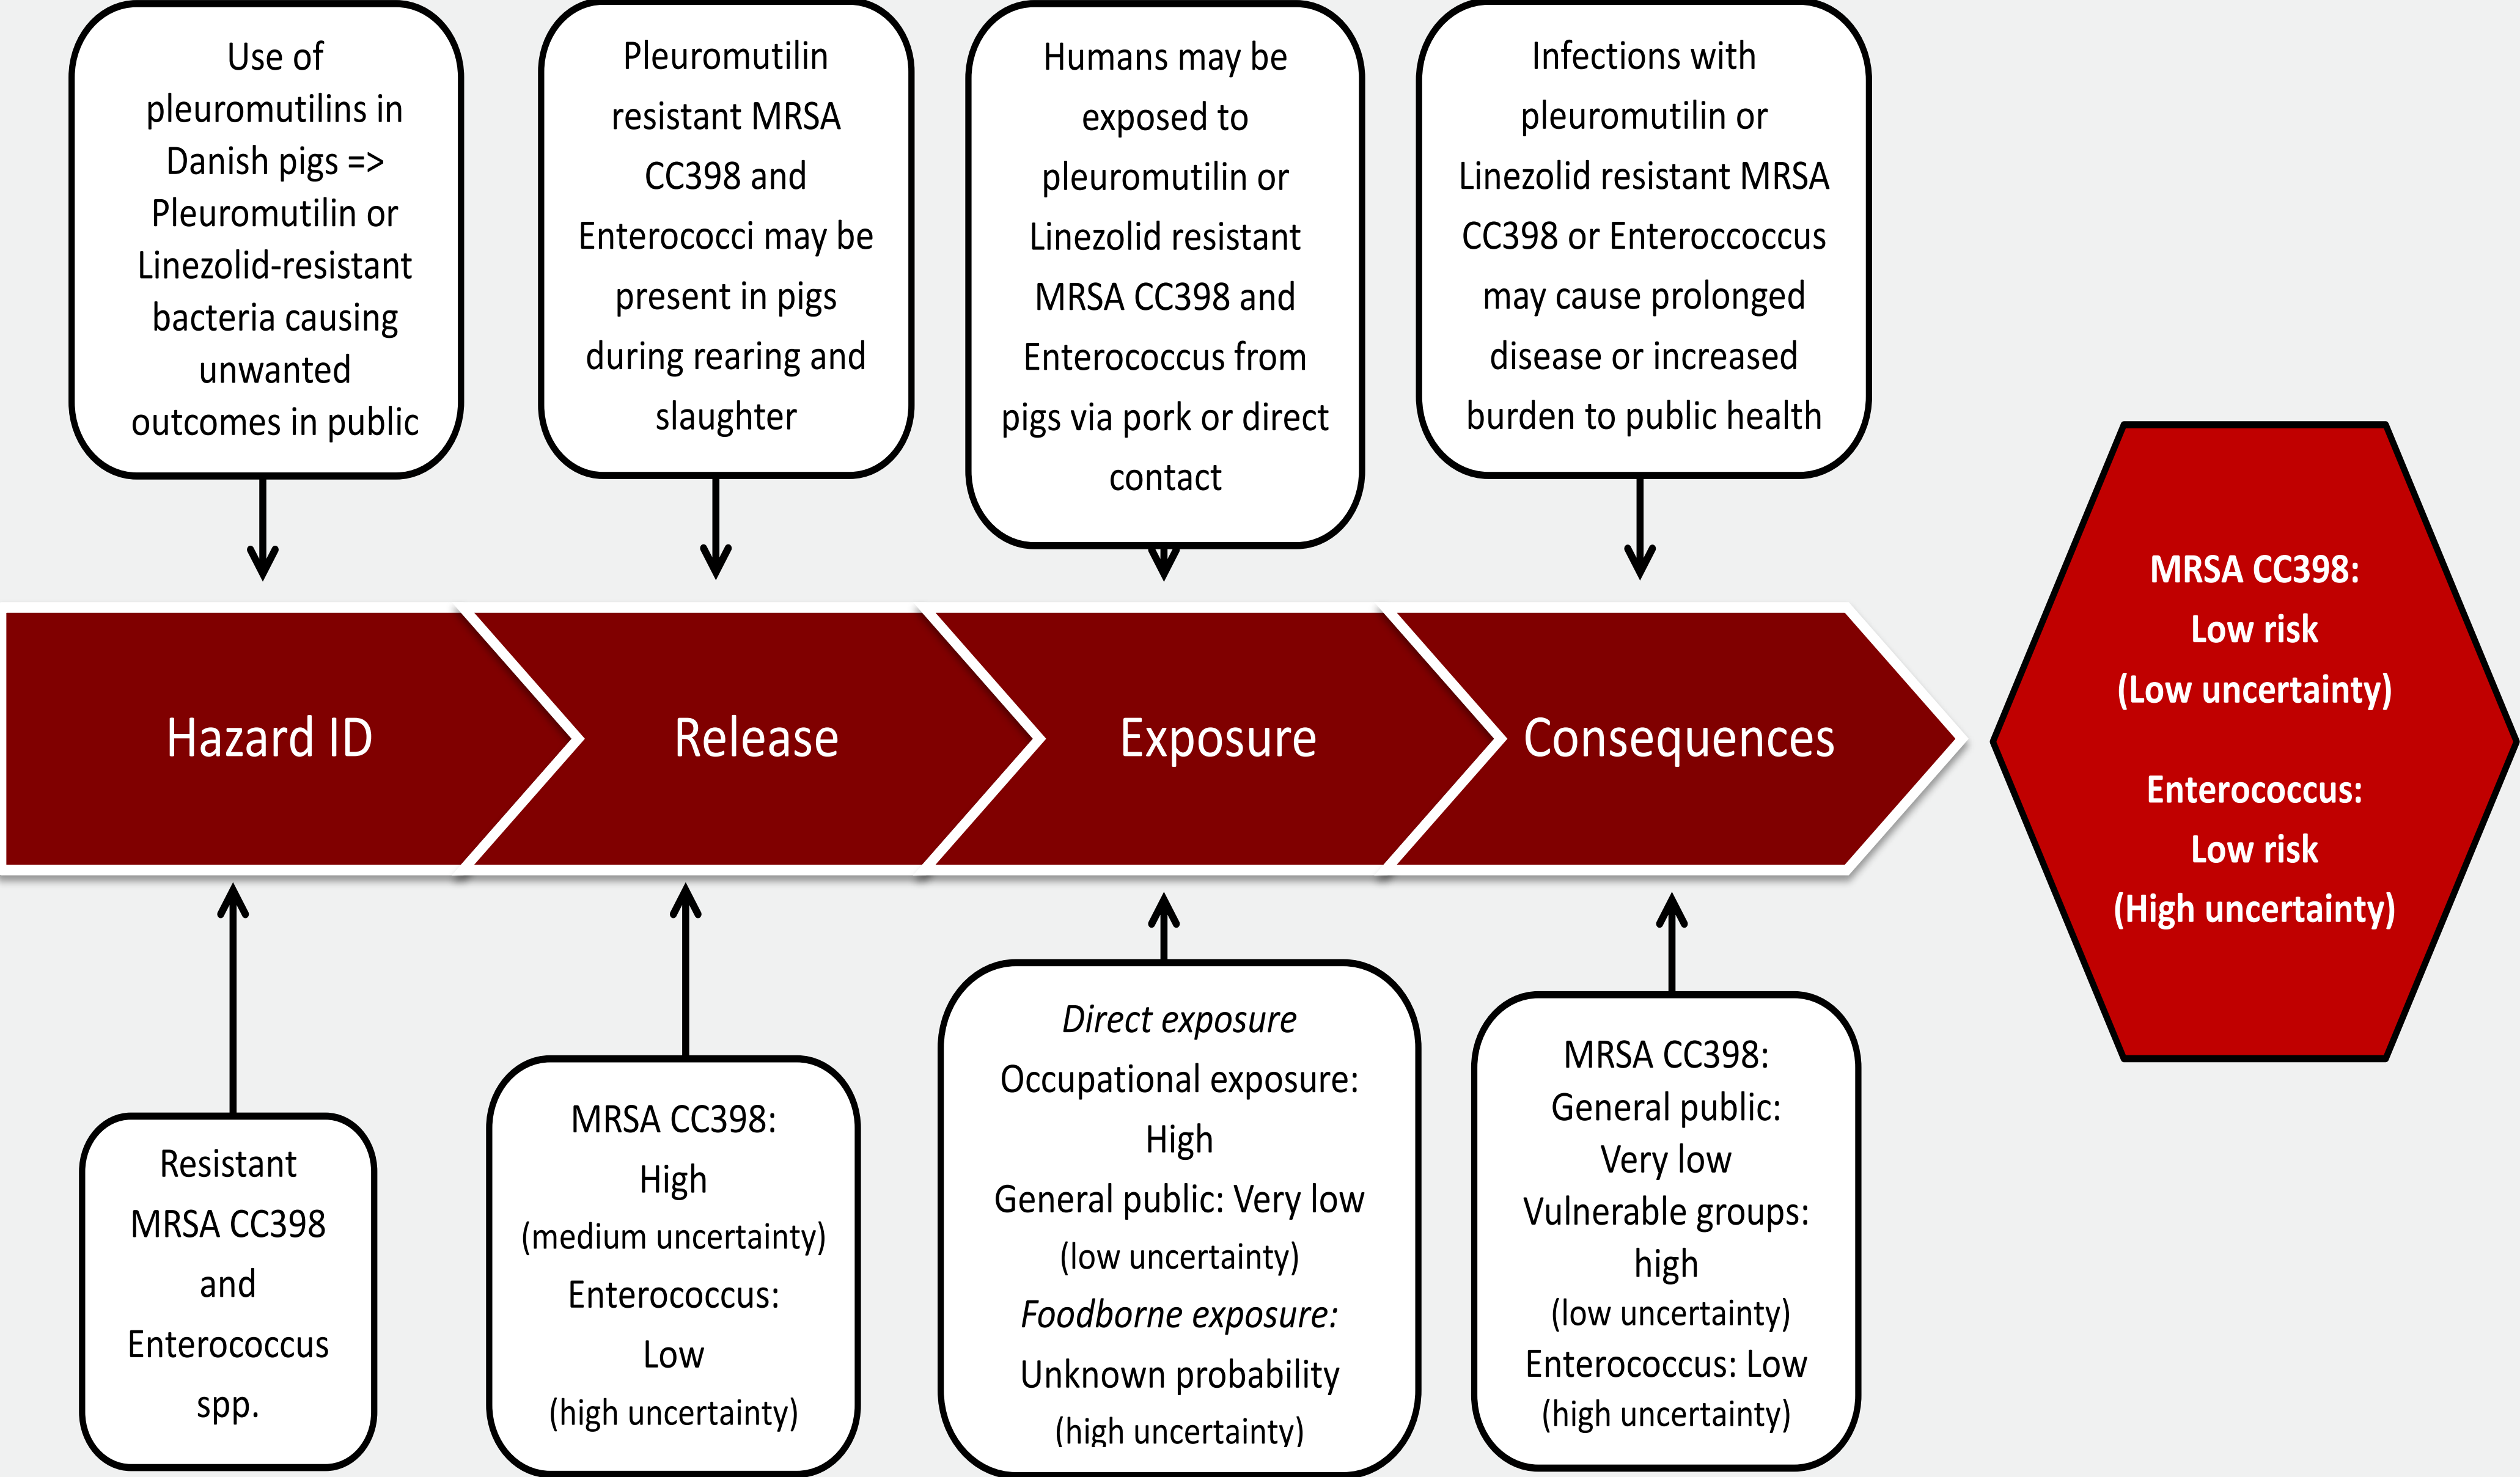 Use of
pleuromutilins in
Danish pigs =>
Pleuromutilin or
Linezolid-resistant
bacteria causing
unwanted
outcomes in public
Pleuromutilin
resistant MRSA
CC398 and
Enterococci may be
present in pigs
during rearing and
slaughter
Humans may be
exposed to
pleuromutilin or
Linezolid resistant
MRSA CC398 and
Enterococcus from
pigs via pork or direct
contact
Infections with
pleuromutilin or
Linezolid resistant MRSA
CC398 or Enteroccoccus
may cause prolonged
disease or increased
burden to public health
Hazard ID
Release
Exposure
Consequences
MRSA CC398:
Low risk
(Low uncertainty)
Enterococcus:
Low risk
(High uncertainty)
Resistant
MRSA CC398
and
Enterococcus
spp.
MRSA CC398:
High
(medium uncertainty)
Enterococcus:
Low
(high uncertainty)
Direct exposure
Occupational exposure:
High
General public: Very low
(low uncertainty)
Foodborne exposure:
Unknown probability
(high uncertainty)
MRSA CC398:
General public:
Very low
Vulnerable groups:
high
(low uncertainty)
Enterococcus: Low
(high uncertainty)